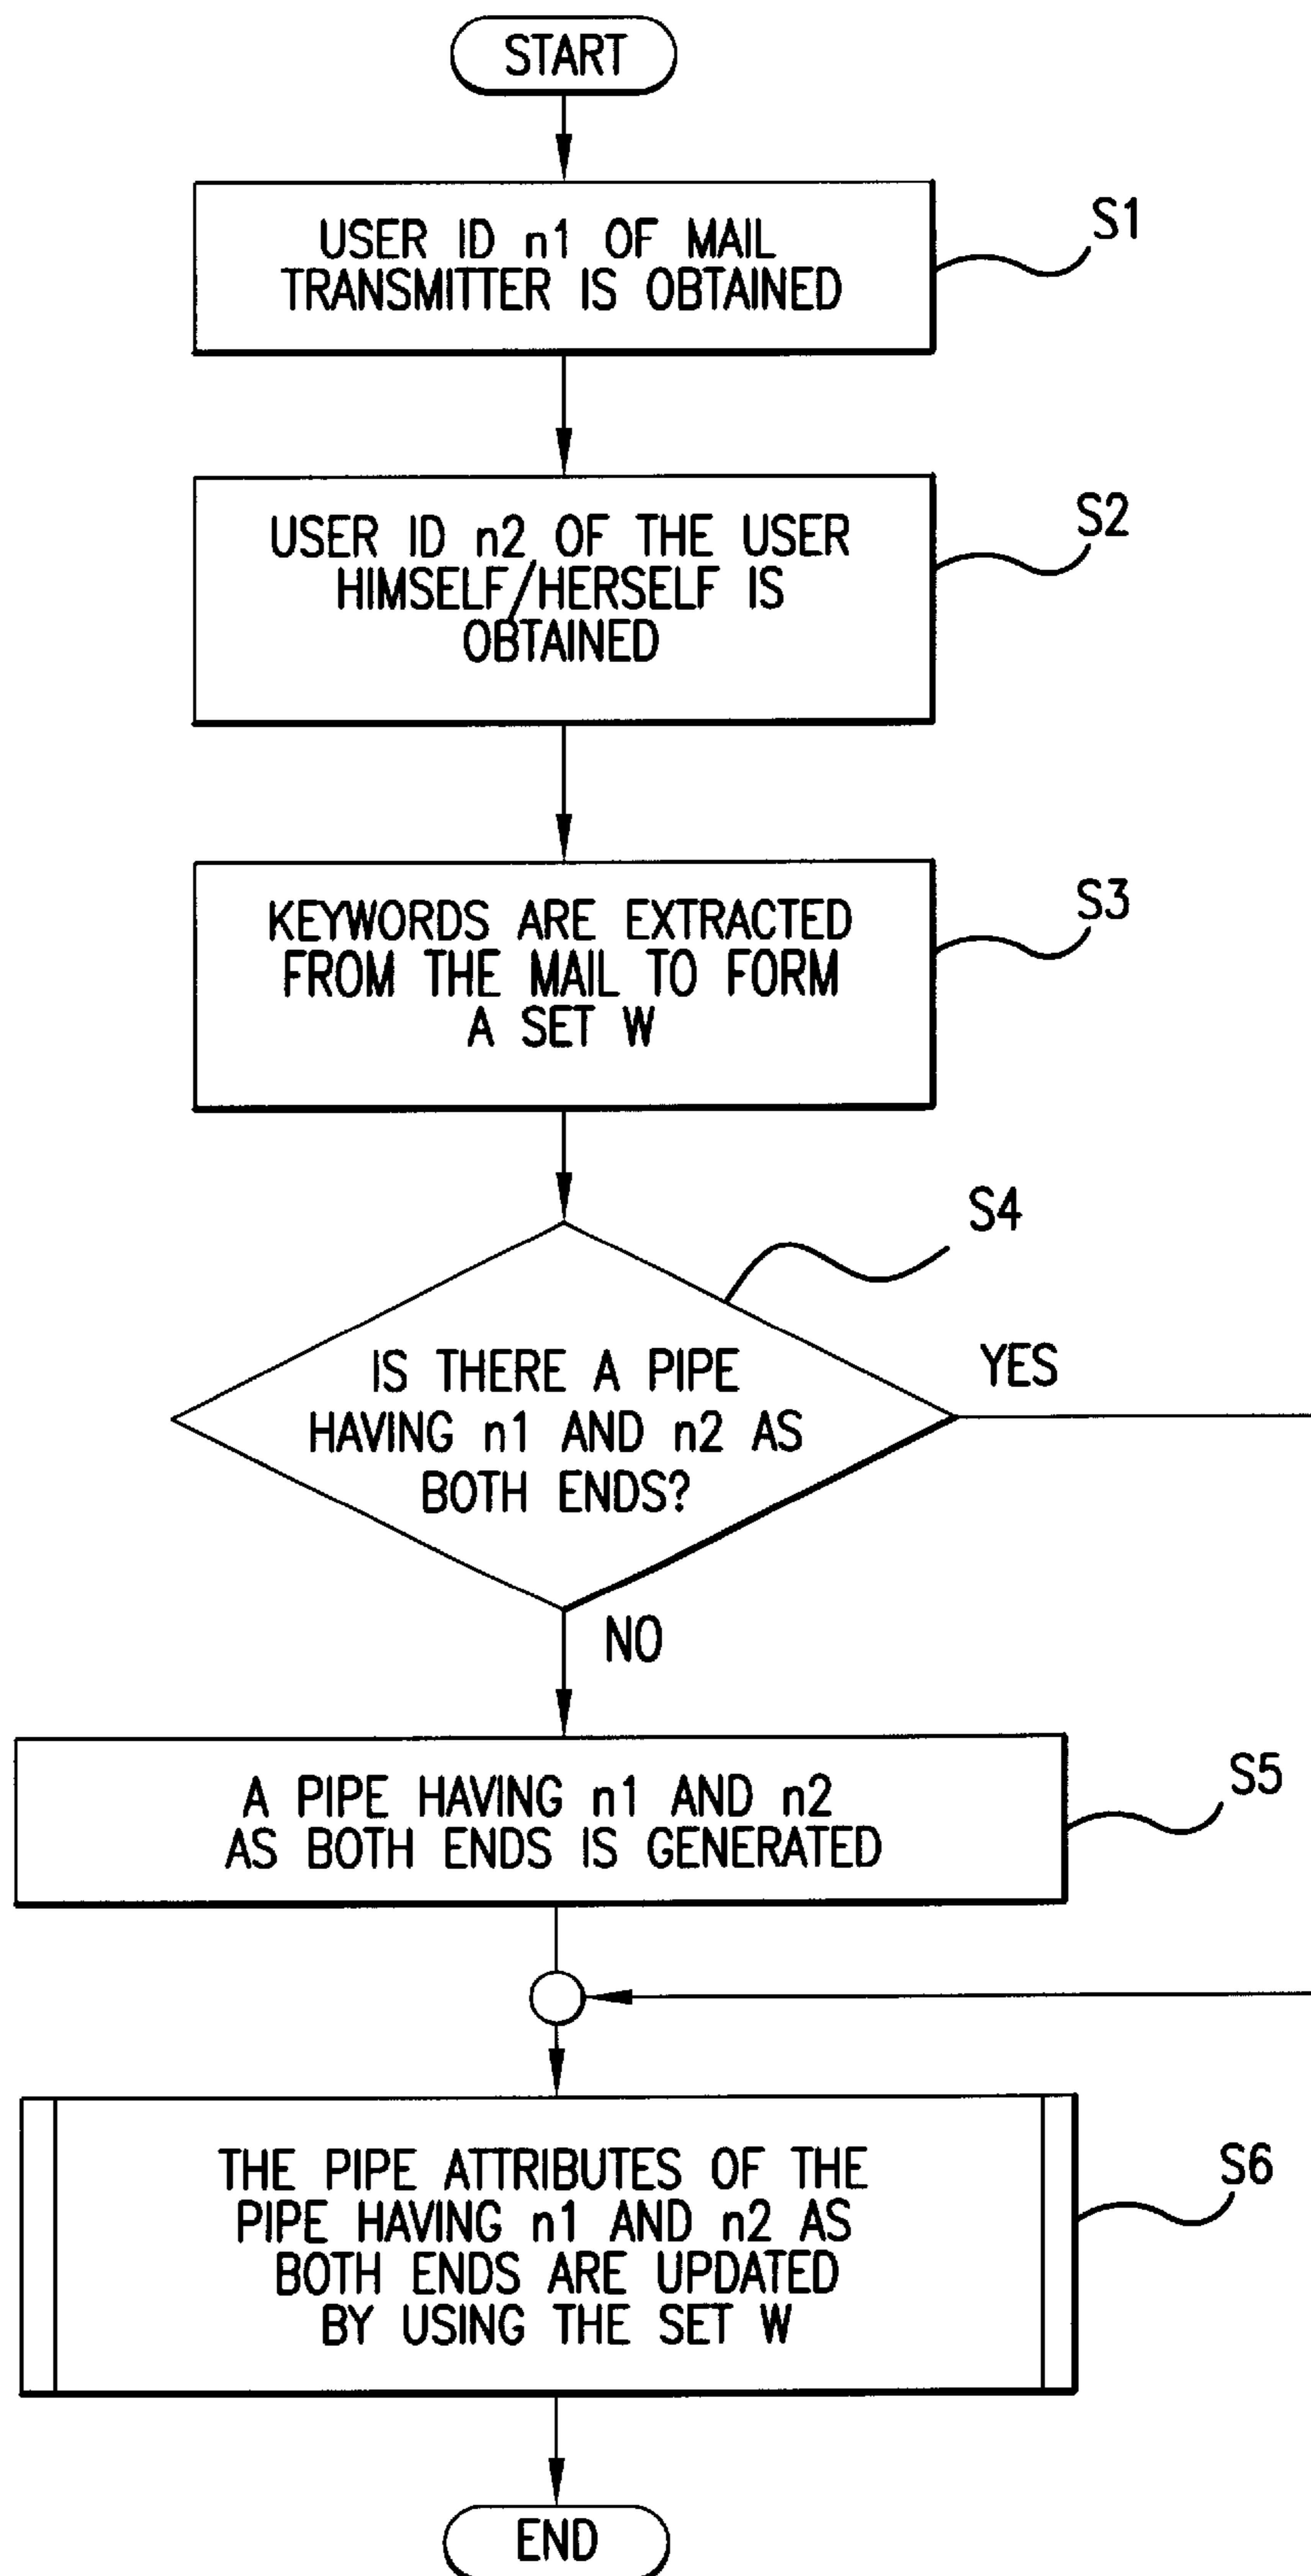 START
USER ID n1 OF MAIL
TRANSMITTER IS OBTAINED
S1
USER ID n2 OF THE USER
HIMSELF/HERSELF IS
OBTAINED
S2
KEYWORDS ARE EXTRACTED
FROM THE MAIL TO FORM
A SET W
S3
S4
IS THERE A PIPE
HAVING n1 AND n2 AS
BOTH ENDS?
YES
NO
A PIPE HAVING n1 AND n2
AS BOTH ENDS IS GENERATED
S5
THE PIPE ATTRIBUTES OF THE
PIPE HAVING n1 AND n2 AS
BOTH ENDS ARE UPDATED
BY USING THE SET W
S6
END